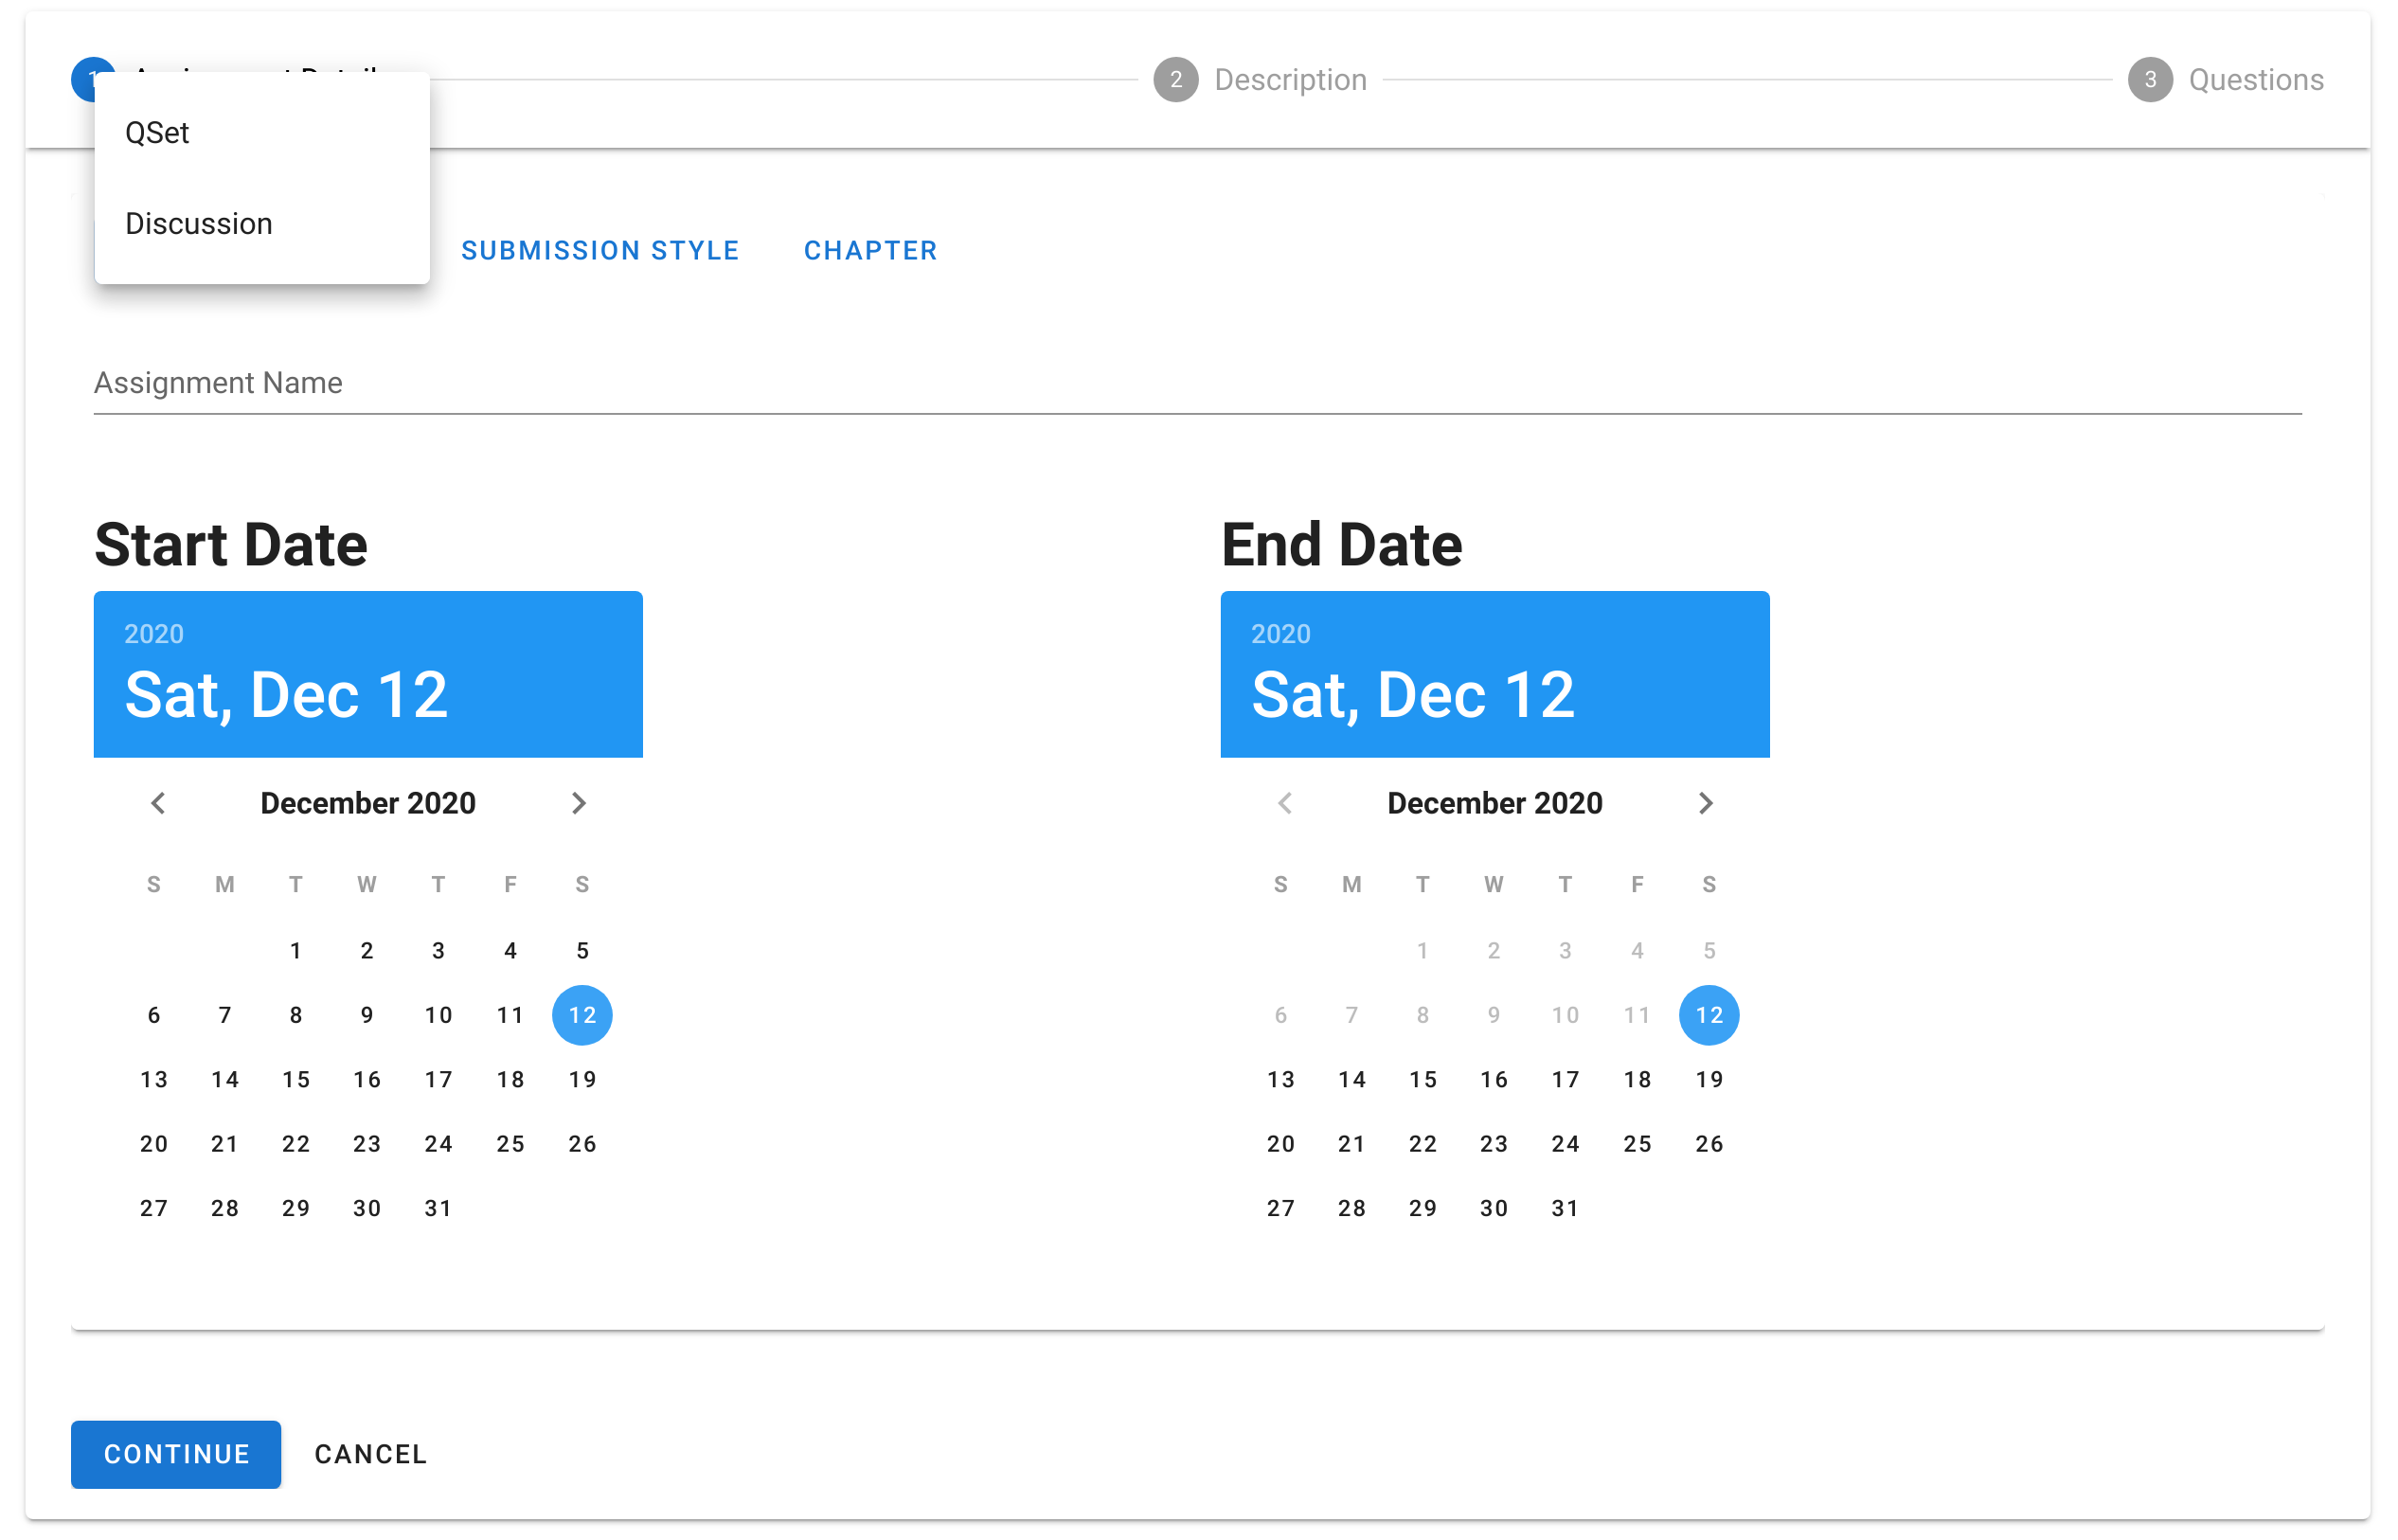 1 Assignment Detail 2 Description 3 Questions
QSet
Discussion
SUBMISSION STYLE CHAPTER
Assignment Name
Start Date
2020
Sat, Dec 12
December 2020
S M T W T F S
1 2 3 4 5
6 7 8 9 10 11 12
13 14 15 16 17 18 19
20 21 22 23 24 25 26
27 28 29 30 31
End Date
2020
Sat, Dec 12
December 2020
S M T W T F S
1 2 3 4 5
6 7 8 9 10 11 12
13 14 15 16 17 18 19
20 21 22 23 24 25 26
27 28 29 30 31
CONTINUE CANCEL